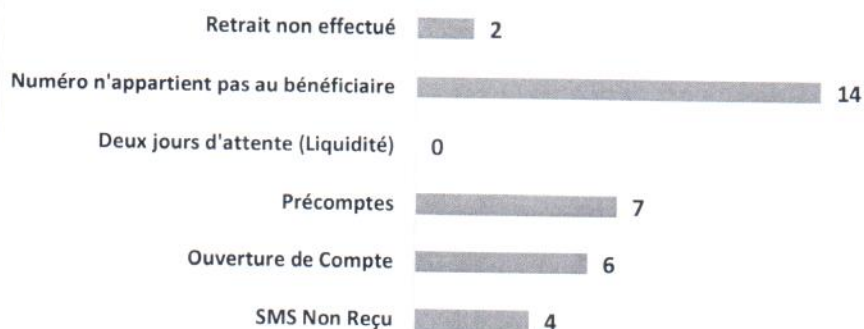 Retrait non effectué 2
Numéro n'appartient pas au bénéficiaire 14
Deux jours d'attente (Liquidité) 0
Précomptes 7
Ouverture de Compte 6
SMS Non Reçu 4